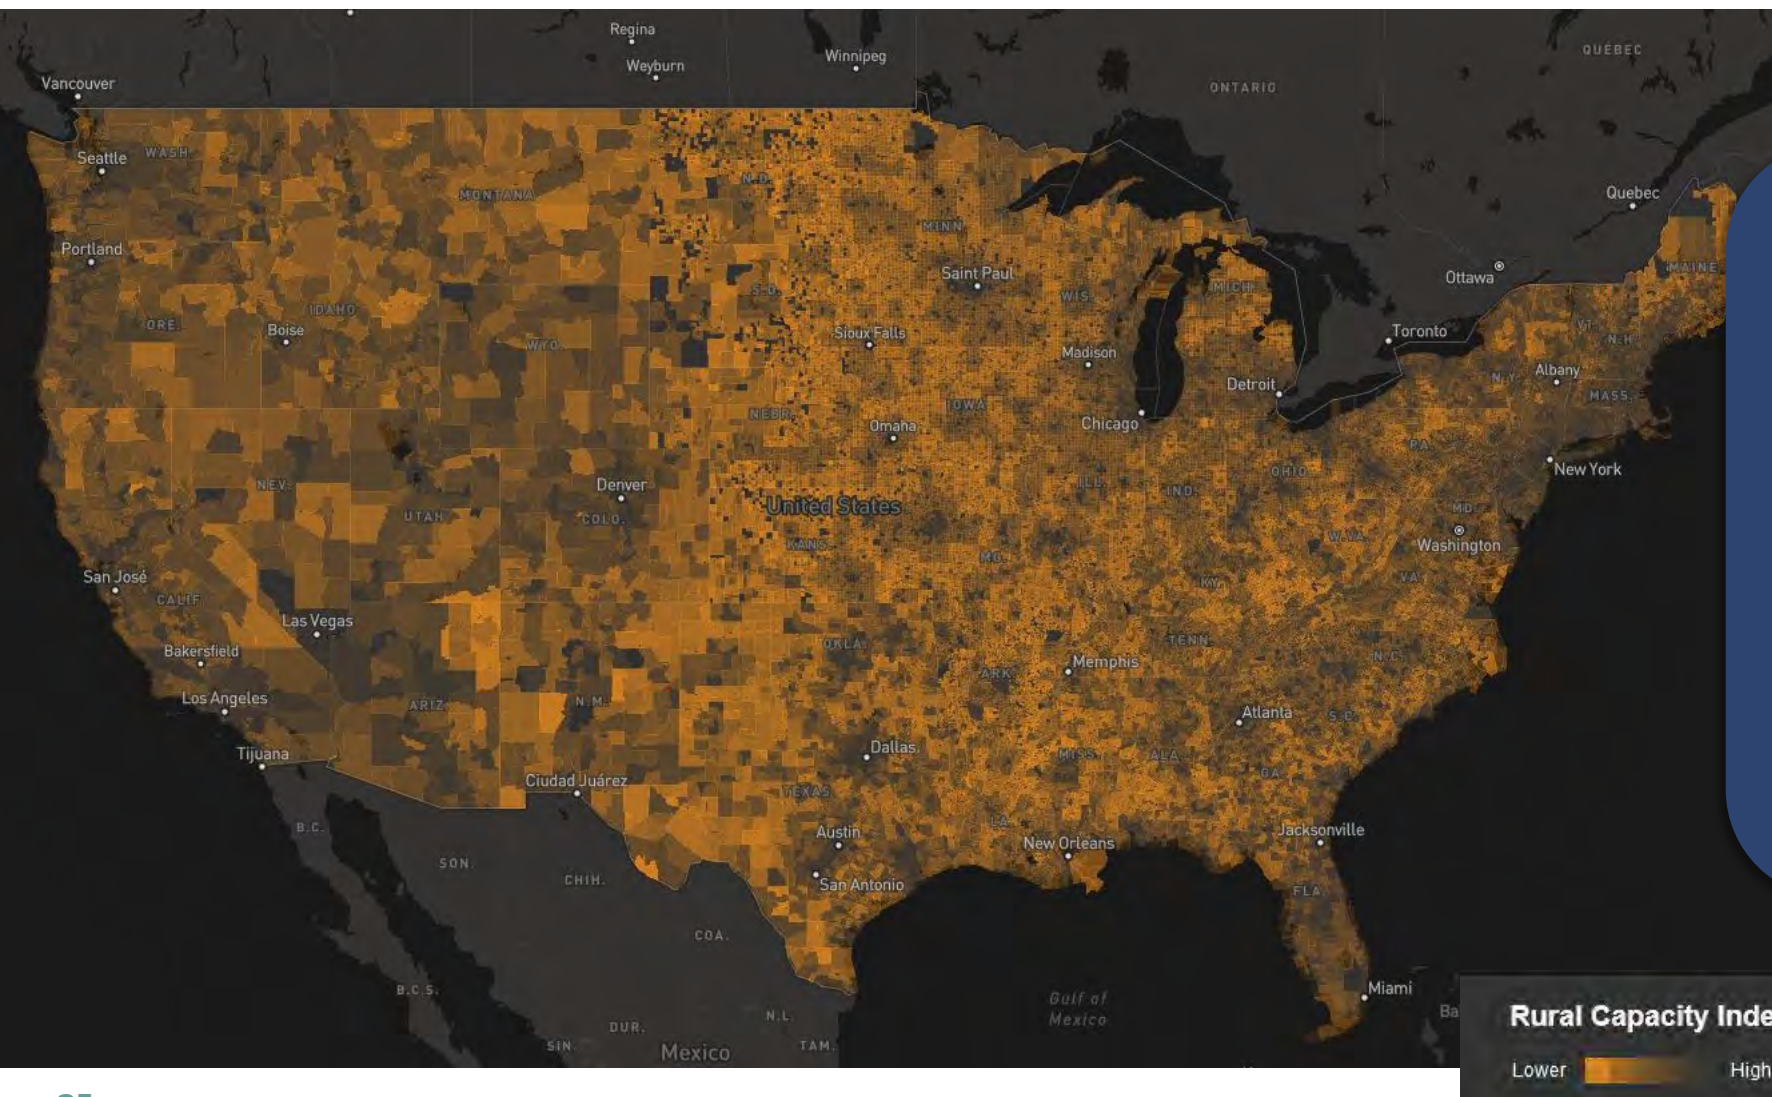 Regina
Winnipeg
QUÉBEC
Weyburn
Vancouver
ONTARIO
Seattle
WASH.
N.D.
MONTANA
Quebec
MINN.
Portland
Saint Paul
MAINE
Ottawa
S.D.
WIS.
MICH.
IDAHO
ORE.
Boise
Sioux Falls
Toronto
VT.
N.H.
WYO.
Madison
Albany
N.Y.
Detroit
MASS.
IOWA
NEBR.
Omaha
Chicago
PA.
New York
OHIO
NEV.
Denver
ILL.
IND.
United States
MD.
UTAH
COLO.
Washington
W.VA.
KANS.
MO.
San José
KY.
VA.
CALIF.
Las Vegas
OKLA.
TENN.
N.C.
Bakersfield
Memphis
ARK.
Los Angeles
ARIZ.
N.M.
Atlanta
S.C.
Tijuana
Dallas
MISS.
ALA.
GA.
Ciudad Juárez
TEXAS
B.C.
Austin
LA.
Jacksonville
New Orleans
SON.
CHIH.
San Antonio
FLA.
COA.
B.C.S.
Miami
Gulf of
Mexico
Ba
N.L.
DUR.
SIN.
Mexico
TAM.
Rural Capacity Inde
Lower
High